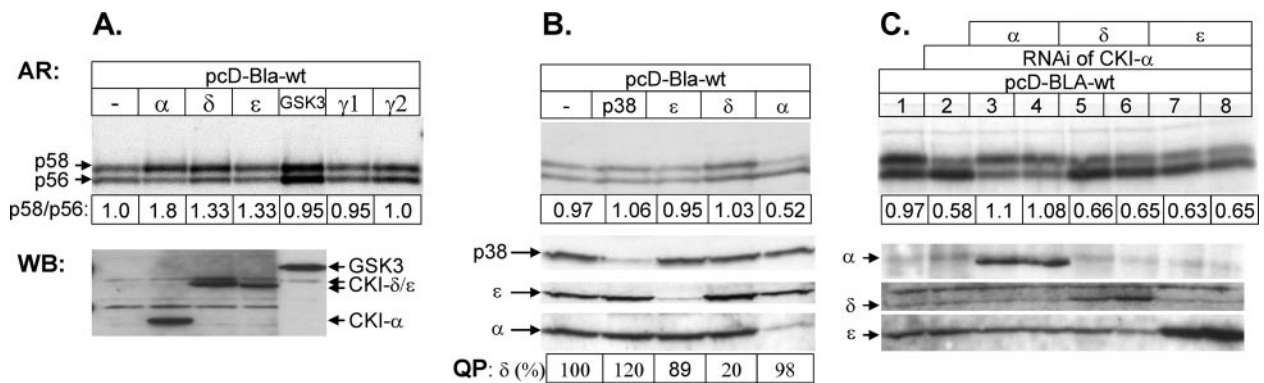 A.
AR:
pcD-Bla-wt
- α δ ε GSK3 γ1 γ2
p58
p56
p58/p56: 1.0 1.8 1.33 1.33 0.95 0.95 1.0
WB:
GSK3
CKI-δ/ε
CKI-α
B.
pcD-Bla-wt
- p38 ε δ α
0.97 1.06 0.95 1.03 0.52
p38
ε
α
QP: δ (%) 100 120 89 20 98
C.
α δ ε
RNAi of CKI-α
pcD-BLA-wt
1 2 3 4 5 6 7 8
0.97 0.58 1.1 1.08 0.66 0.65 0.63 0.65
α
δ
ε